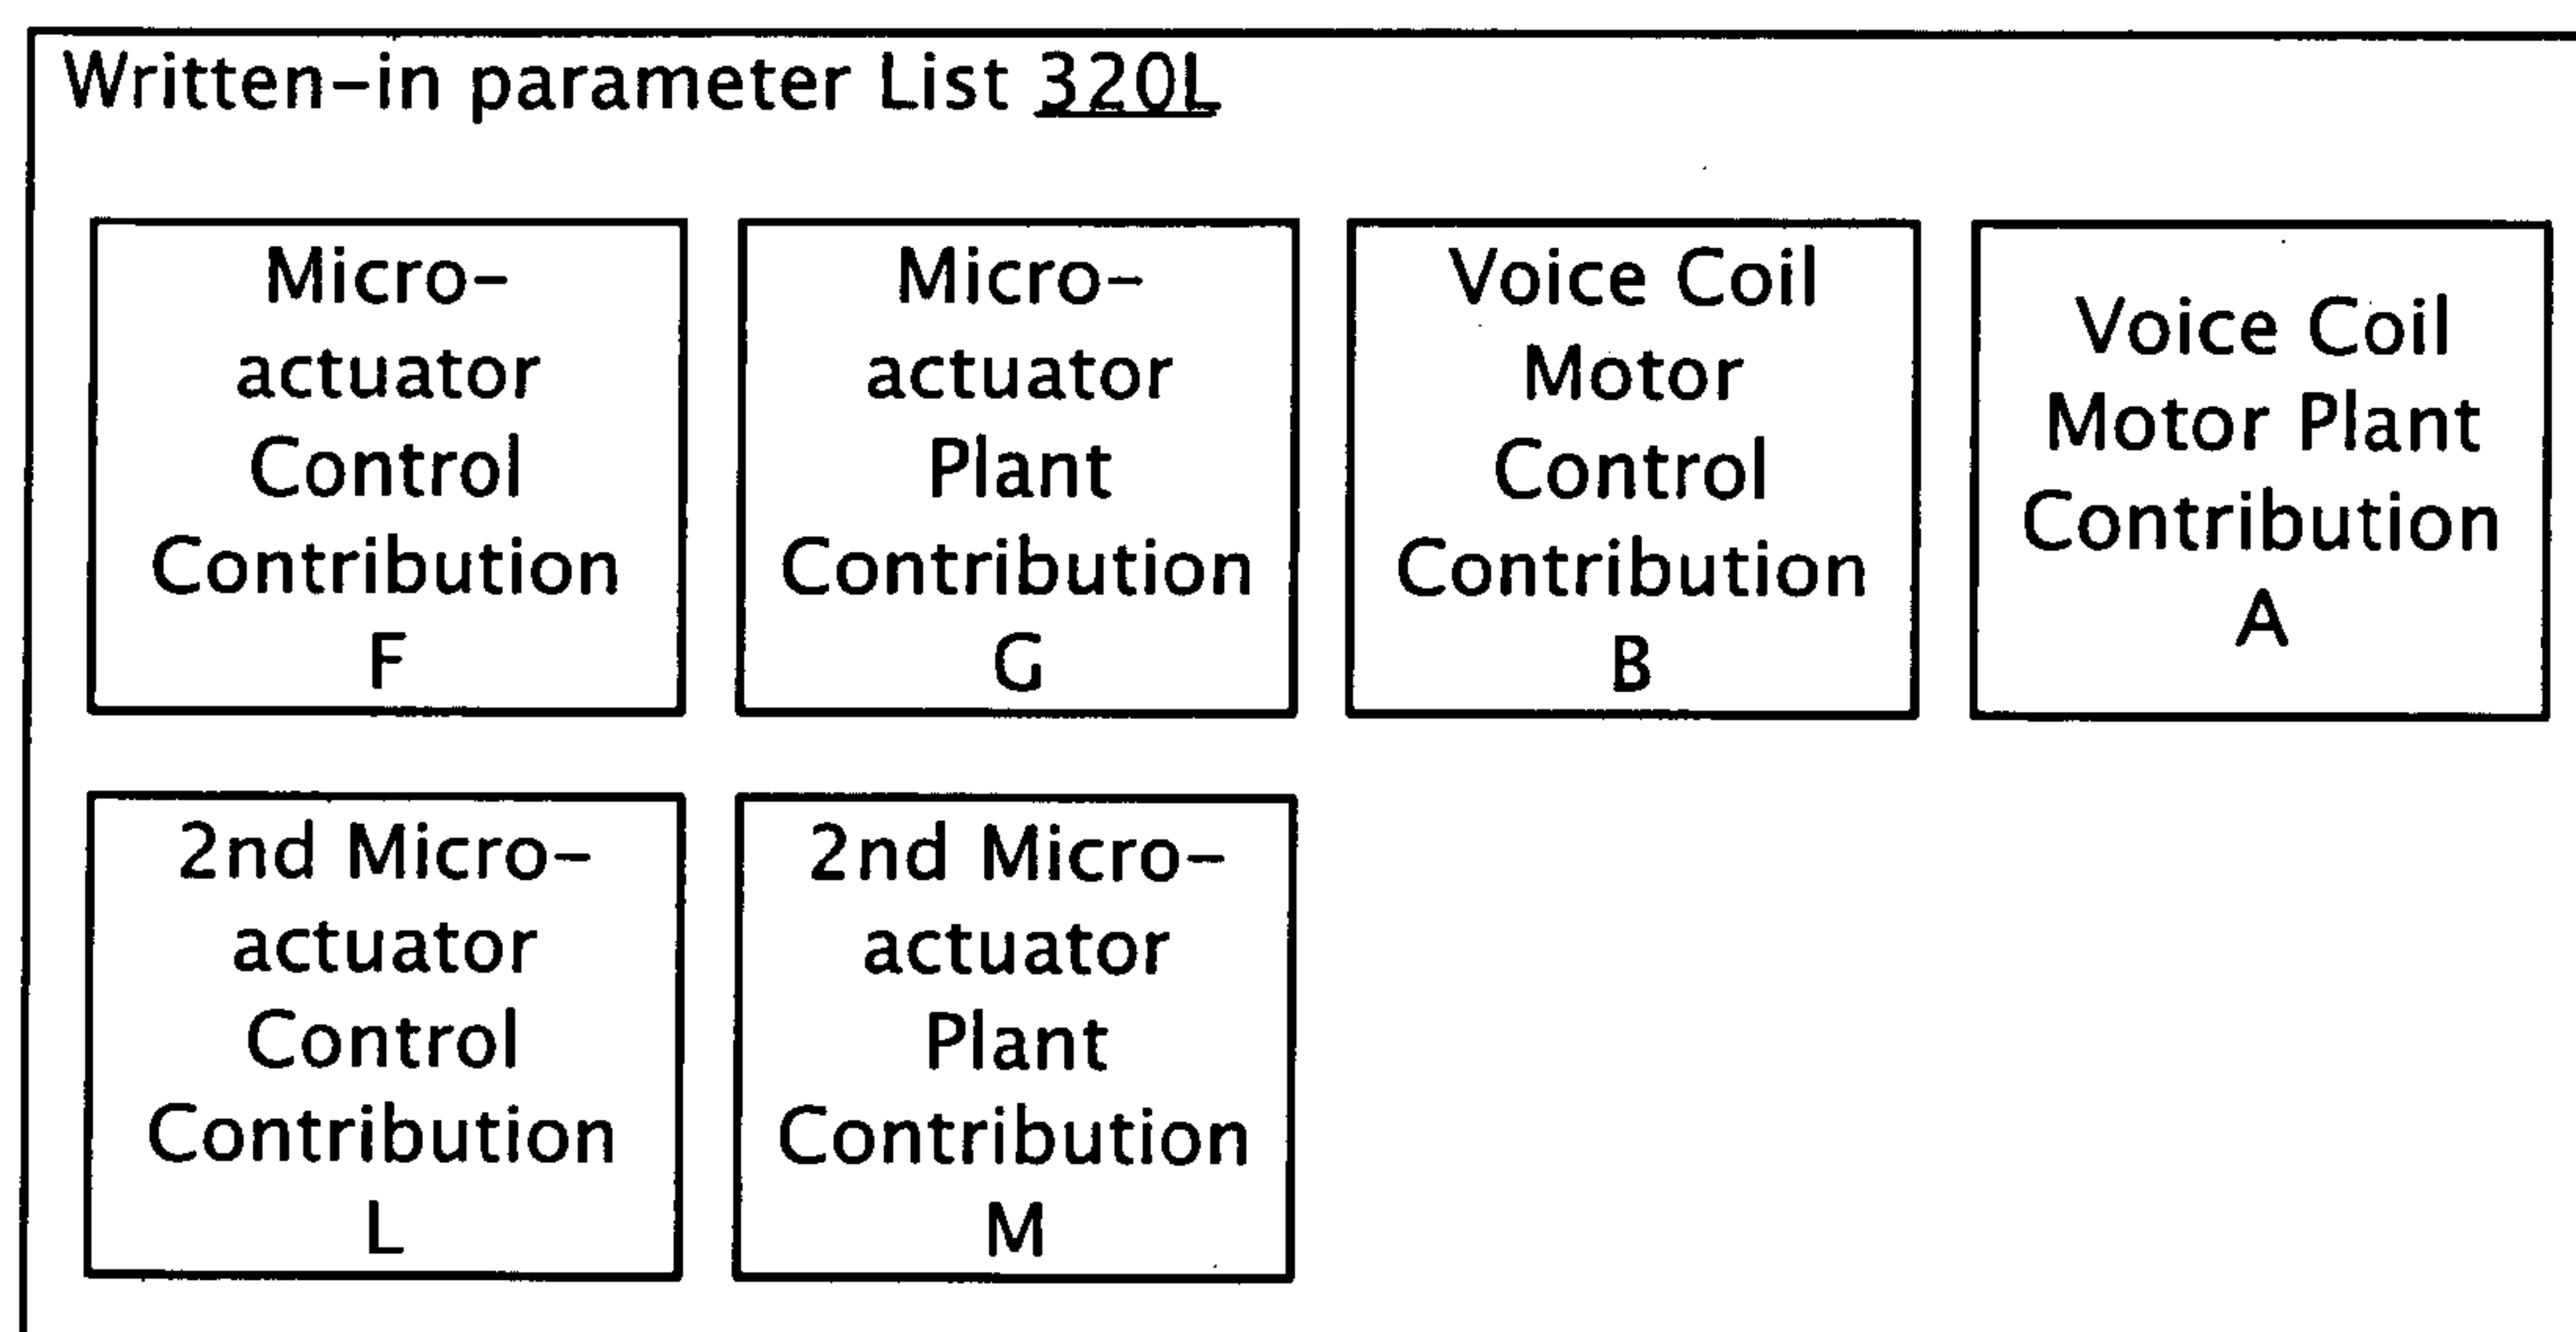 Written-in parameter List 320L
Micro-
actuator
Control
Contribution
F
Micro-
actuator
Plant
Contribution
G
Voice Coil
Motor
Control
Contribution
B
Voice Coil
Motor Plant
Contribution
A
2nd Micro-
actuator
Control
Contribution
L
2nd Micro-
actuator
Plant
Contribution
M